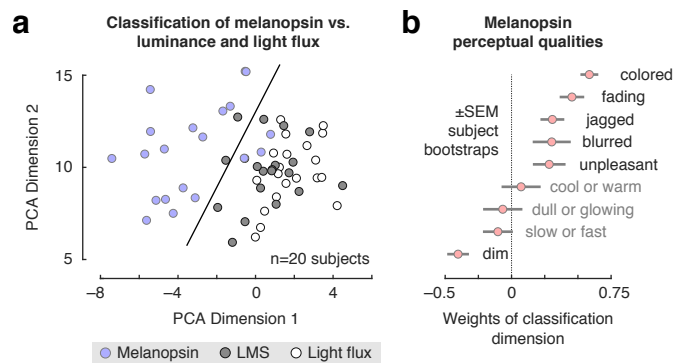 a
Classification of melanopsin vs.
luminance and light flux
PCA Dimension 2
15
10
5
n=20 subjects
−8
−4
0
4
PCA Dimension 1
Melanopsin
LMS
Light flux
b
Melanopsin
perceptual qualities
±SEM
subject
bootstraps
colored
fading
jagged
blurred
unpleasant
cool or warm
dull or glowing
slow or fast
dim
−0.5
0
0.75
Weights of classification
dimension